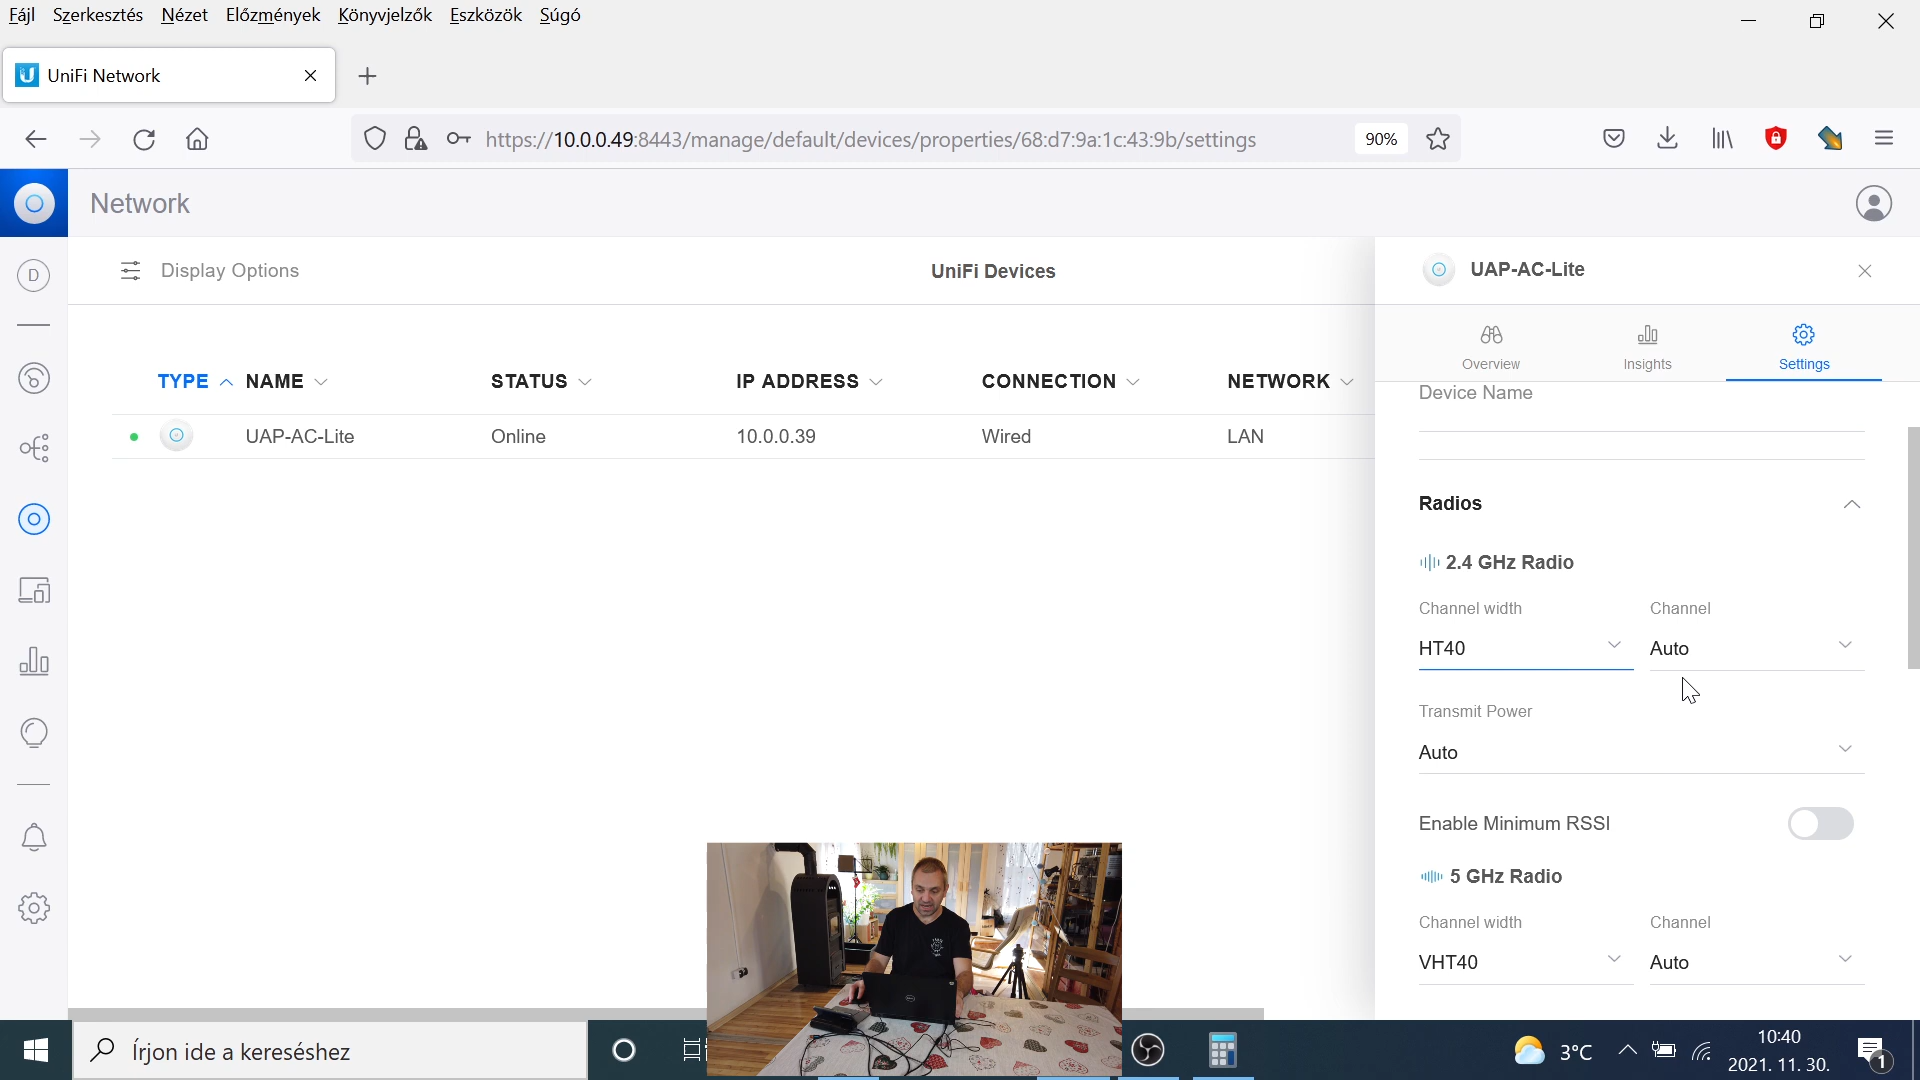 Fájl Szerkesztés Nézet Előzmények Könyvjelzők Eszközök Súgó
UniFi Network
https://10.0.0.49:8443/manage/default/devices/properties/68:d7:9a:1c:43:9b/settings 90%
Network
D
Display Options
UniFi Devices
UAP-AC-Lite
Overview
Insights
Settings
TYPE NAME STATUS IP ADDRESS CONNECTION NETWORK
UAP-AC-Lite Online 10.0.0.39 Wired LAN
Device Name
Radios
2.4 GHz Radio
Channel width Channel
HT40 Auto
Transmit Power
Auto
Enable Minimum RSSI
5 GHz Radio
Channel width Channel
VHT40 Auto
Írjon ide a kereséshez
3°C
10:40
2021. 11. 30.
1